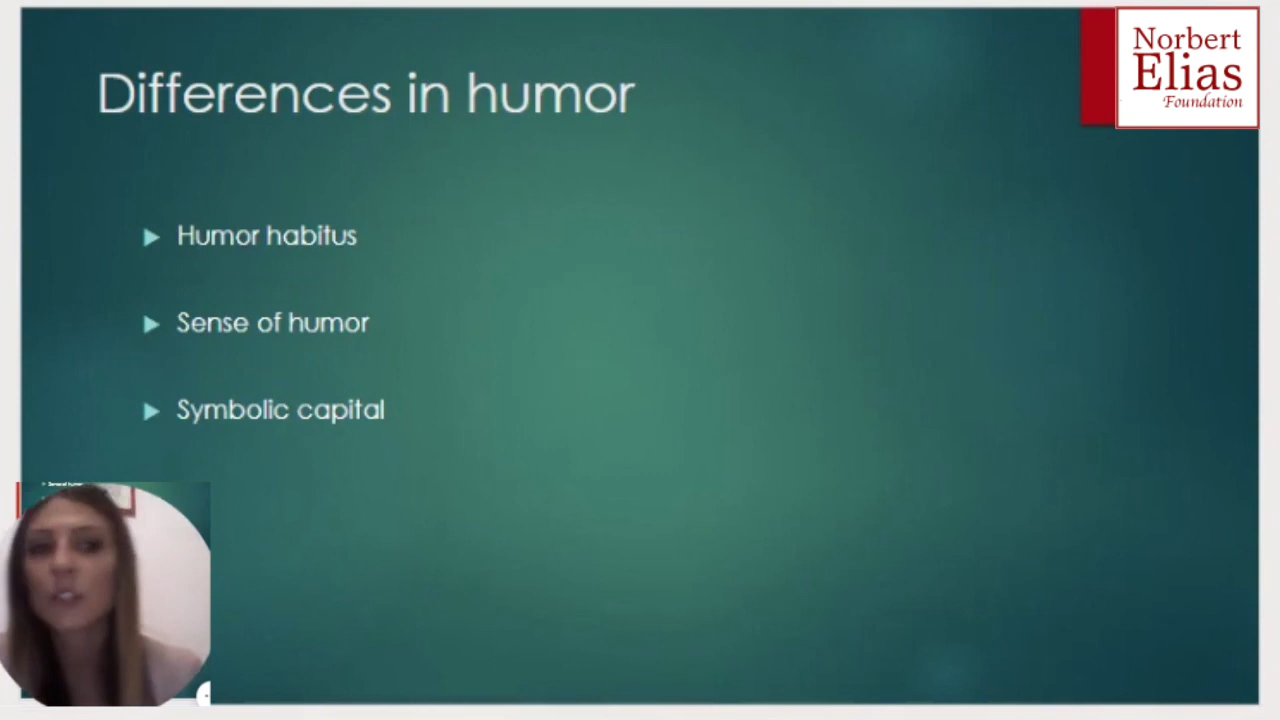 Differences in humor
Norbert
Elias
Foundation
Humor habitus
Sense of humor
Symbolic capital